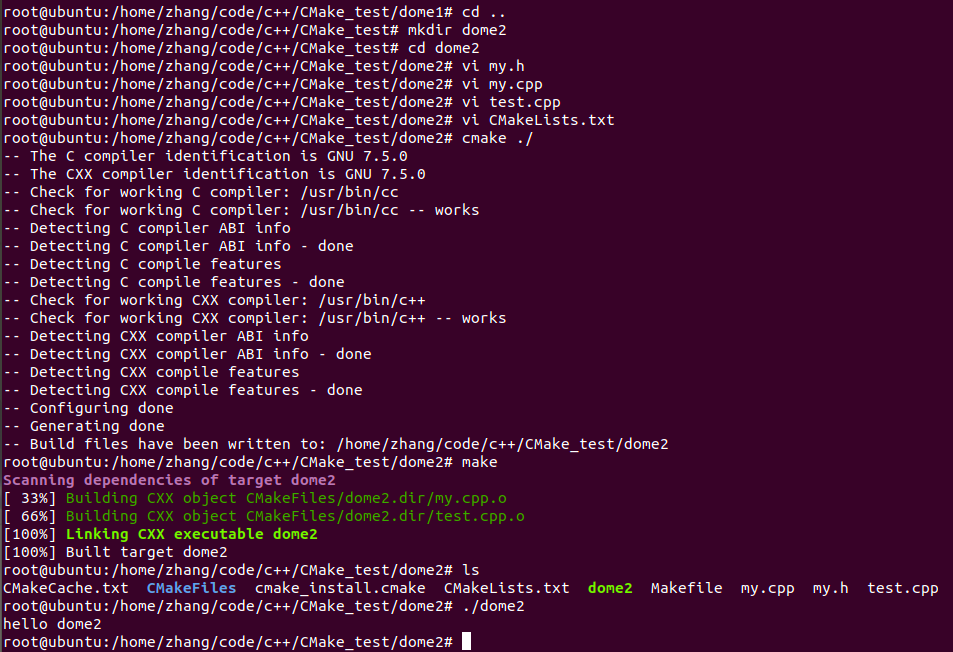 root@ubuntu:/home/zhang/code/c++/CMake_test/dome1# cd ..
root@ubuntu:/home/zhang/code/c++/CMake_test# mkdir dome2
root@ubuntu:/home/zhang/code/c++/CMake_test# cd dome2
root@ubuntu:/home/zhang/code/c++/CMake_test/dome2# vi my.h
root@ubuntu:/home/zhang/code/c++/CMake_test/dome2# vi my.cpp
root@ubuntu:/home/zhang/code/c++/CMake_test/dome2# vi test.cpp
root@ubuntu:/home/zhang/code/c++/CMake_test/dome2# vi CMakeLists.txt
root@ubuntu:/home/zhang/code/c++/CMake_test/dome2# cmake ./
-- The C compiler identification is GNU 7.5.0
-- The CXX compiler identification is GNU 7.5.0
-- Check for working C compiler: /usr/bin/cc
-- Check for working C compiler: /usr/bin/cc -- works
-- Detecting C compiler ABI info
-- Detecting C compiler ABI info - done
-- Detecting C compile features
-- Detecting C compile features - done
-- Check for working CXX compiler: /usr/bin/c++
-- Check for working CXX compiler: /usr/bin/c++ -- works
-- Detecting CXX compiler ABI info
-- Detecting CXX compiler ABI info - done
-- Detecting CXX compile features
-- Detecting CXX compile features - done
-- Configuring done
-- Generating done
-- Build files have been written to: /home/zhang/code/c++/CMake_test/dome2
root@ubuntu:/home/zhang/code/c++/CMake_test/dome2# make
Scanning dependencies of target dome2
[ 33%] Building CXX object CMakeFiles/dome2.dir/my.cpp.o
[ 66%] Building CXX object CMakeFiles/dome2.dir/test.cpp.o
[100%] Linking CXX executable dome2
[100%] Built target dome2
root@ubuntu:/home/zhang/code/c++/CMake_test/dome2# ls
CMakeCache.txt  CMakeFiles  cmake_install.cmake  CMakeLists.txt  dome2  Makefile  my.cpp  my.h  test.cpp
root@ubuntu:/home/zhang/code/c++/CMake_test/dome2# ./dome2
hello dome2
root@ubuntu:/home/zhang/code/c++/CMake_test/dome2#